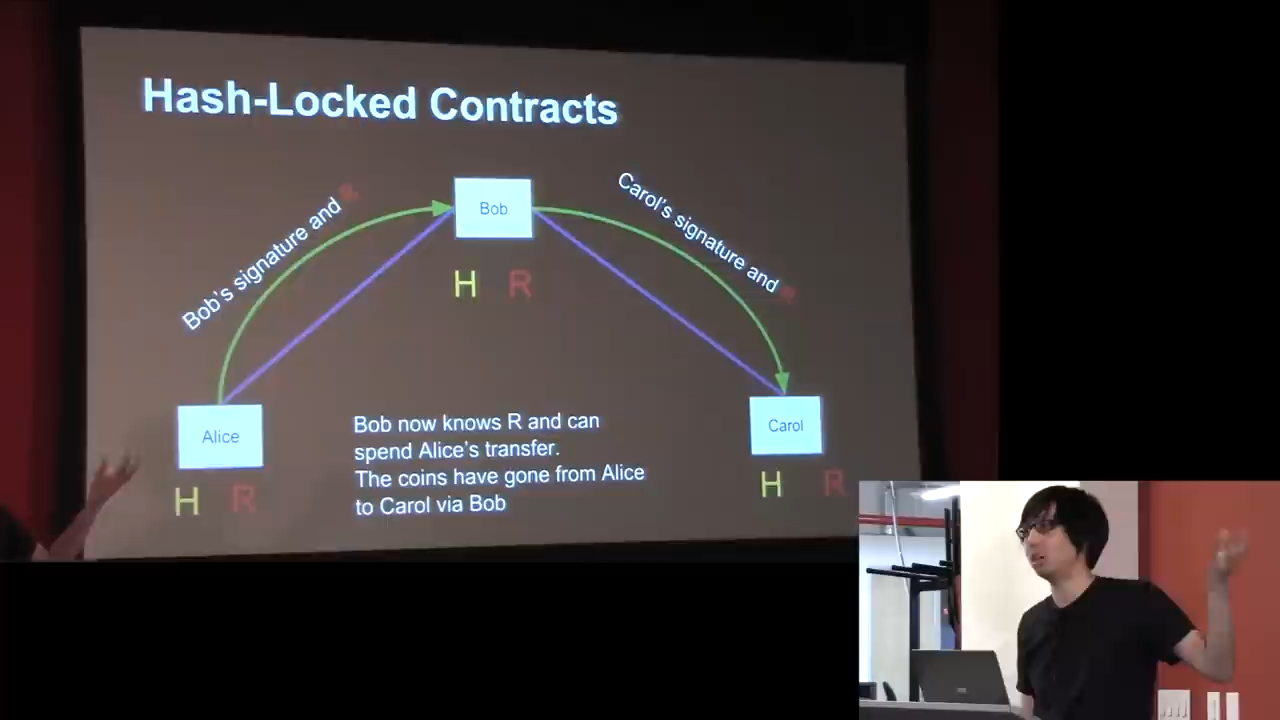 Hash-Locked Contracts
Bob's signature and R
Carol's signature and R
Bob
H R
Alice
Carol
H R
H R
Bob now knows R and can
spend Alice's transfer.
The coins have gone from Alice
to Carol via Bob